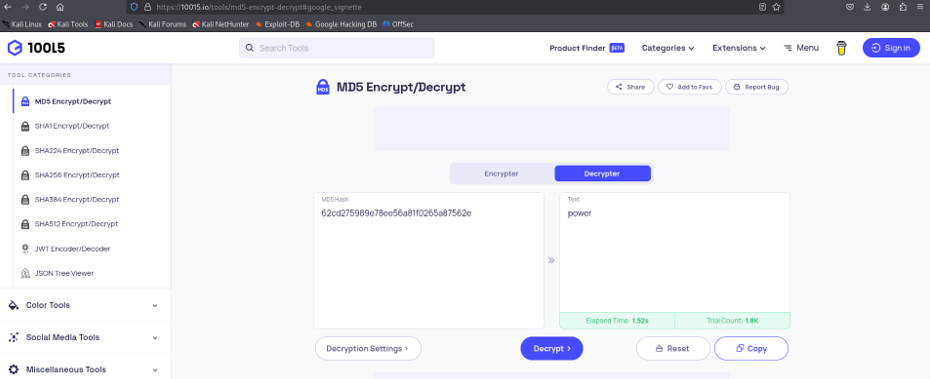 https://10015.io/tools/md5-encrypt-decrypt#google_vignette
Kali Linux Kali Tools Kali Docs Kali Forums Kali NetHunter Exploit-DB Google Hacking DB OffSec
10015 Search Tools Product Finder BETA Categories Extensions Menu Sign in
TOOL CATEGORIES
MD5 Encrypt/Decrypt
SHA1 Encrypt/Decrypt
SHA224 Encrypt/Decrypt
SHA256 Encrypt/Decrypt
SHA384 Encrypt/Decrypt
SHA512 Encrypt/Decrypt
JWT Encoder/Decoder
JSON Tree Viewer
Color Tools
Social Media Tools
Miscellaneous Tools
MD5 MD5 Encrypt/Decrypt Share Add to Favs Report Bug
Encrypter Decrypter
MD5 Hash
62cd275989e78ee56a81f0265a87562e
Text
power
Elapsed Time: 1.52s Trial Count: 1.8K
Decryption Settings › Decrypt › Reset Copy